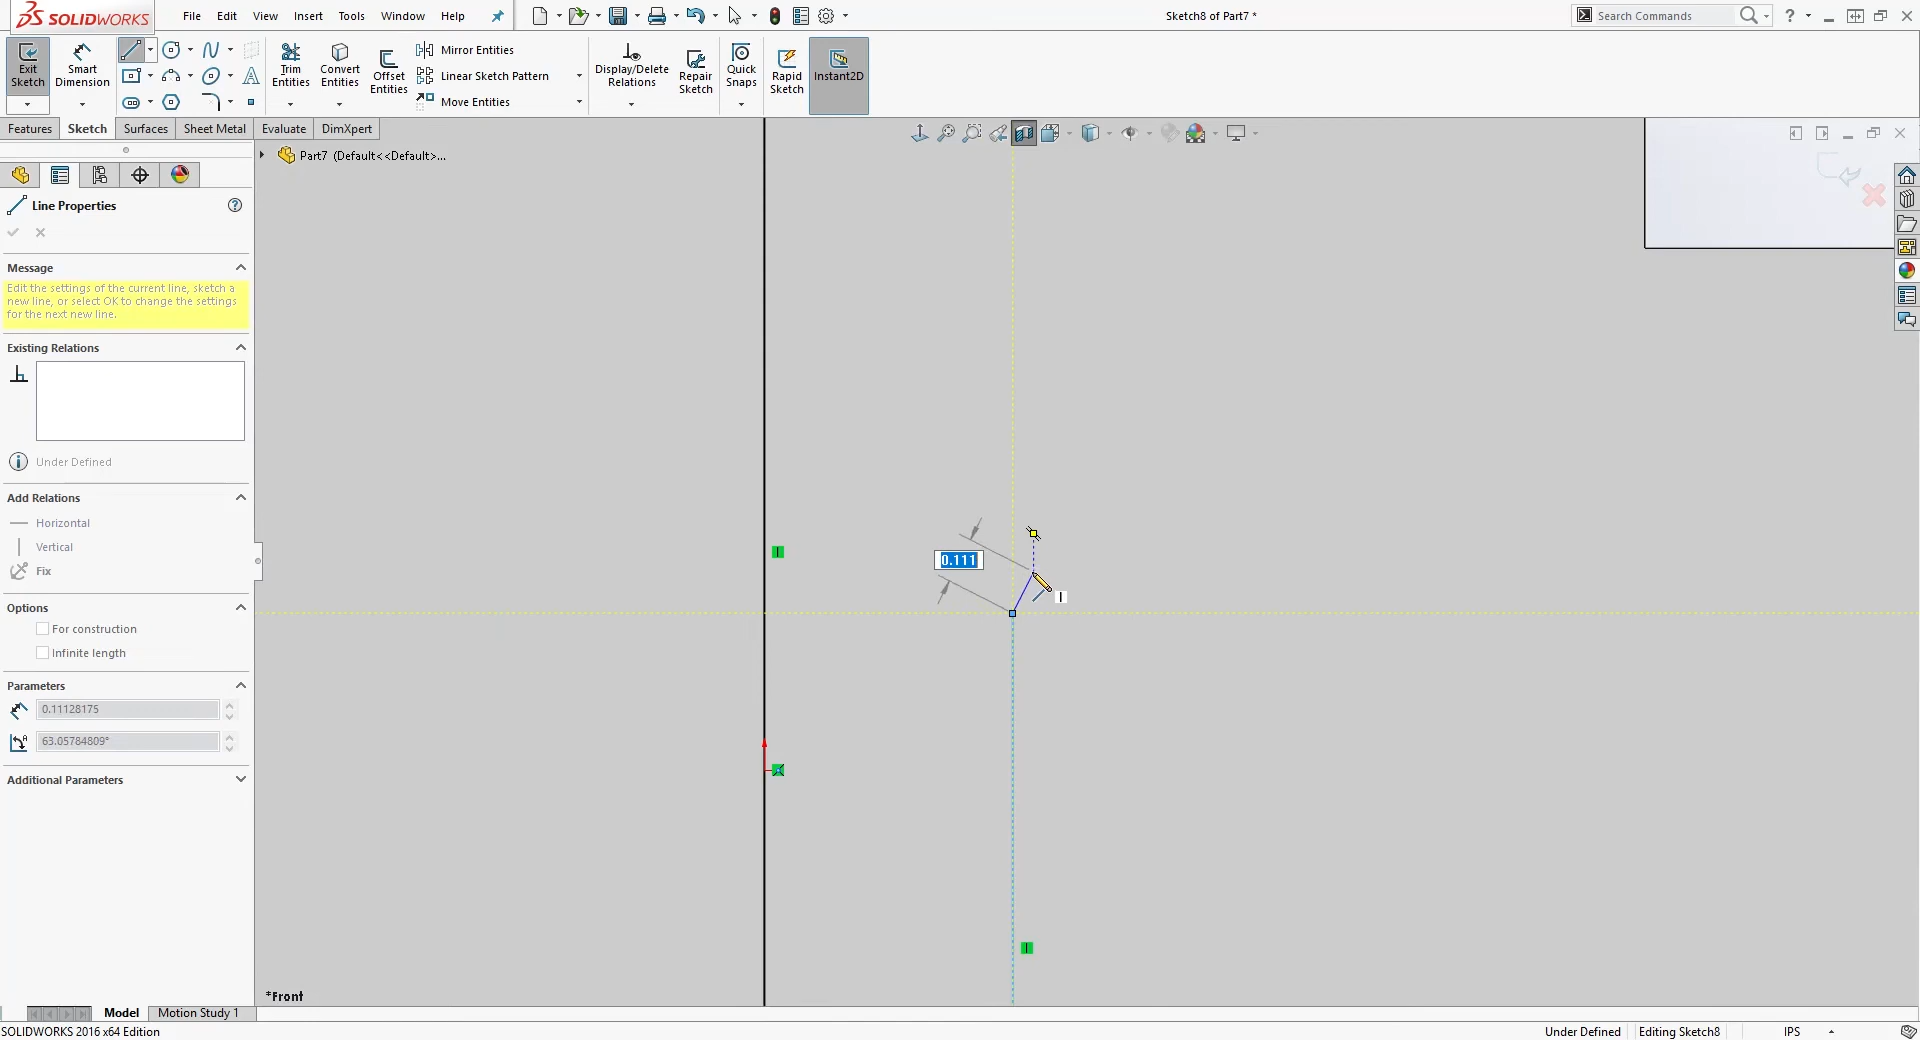 SOLIDWORKS
File Edit View Insert Tools Window Help
Sketch8 of Part7 *
Search Commands
?
Exit Sketch
Smart Dimension
Trim Entities
Convert Entities
Offset Entities
Mirror Entities
Linear Sketch Pattern
Move Entities
Display/Delete Relations
Repair Sketch
Quick Snaps
Rapid Sketch
Instant2D
Features Sketch Surfaces Sheet Metal Evaluate DimXpert
Part7 (Default<<Default>...
Line Properties
Message
Edit the settings of the current line, sketch a
new line, or select OK to change the settings
for the next new line.
Existing Relations
Under Defined
Add Relations
Horizontal
Vertical
Fix
Options
For construction
Infinite length
Parameters
0.11128175
63.05784809°
Additional Parameters
0.111
*Front
Model Motion Study 1
SOLIDWORKS 2016 x64 Edition
Under Defined Editing Sketch8 IPS